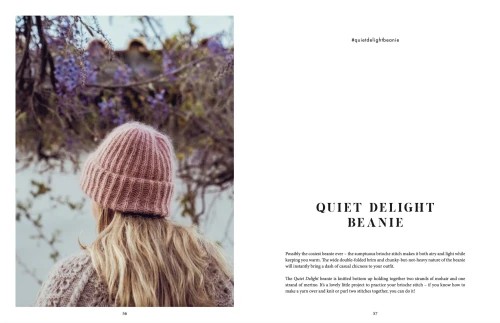 #quietdelightbeanie
QUIET DELIGHT
BEANIE
Possibly the comest beanie ever – the sumptuous brioche stitch makes it both airy and light while
keeping you warm. The wide double-folded brim and chunky-but-not-heavy nature of the beanie
will instantly bring a dash of casual chicness to your outfit.
The Quiet Delight beanie is knitted bottom up holding together two strands of mohair and one
strand of merino. It's a lovely little project to practice your brioche stitch – if you know how to
make a yarn over and knit or purl two stitches together, you can do it!
56
57